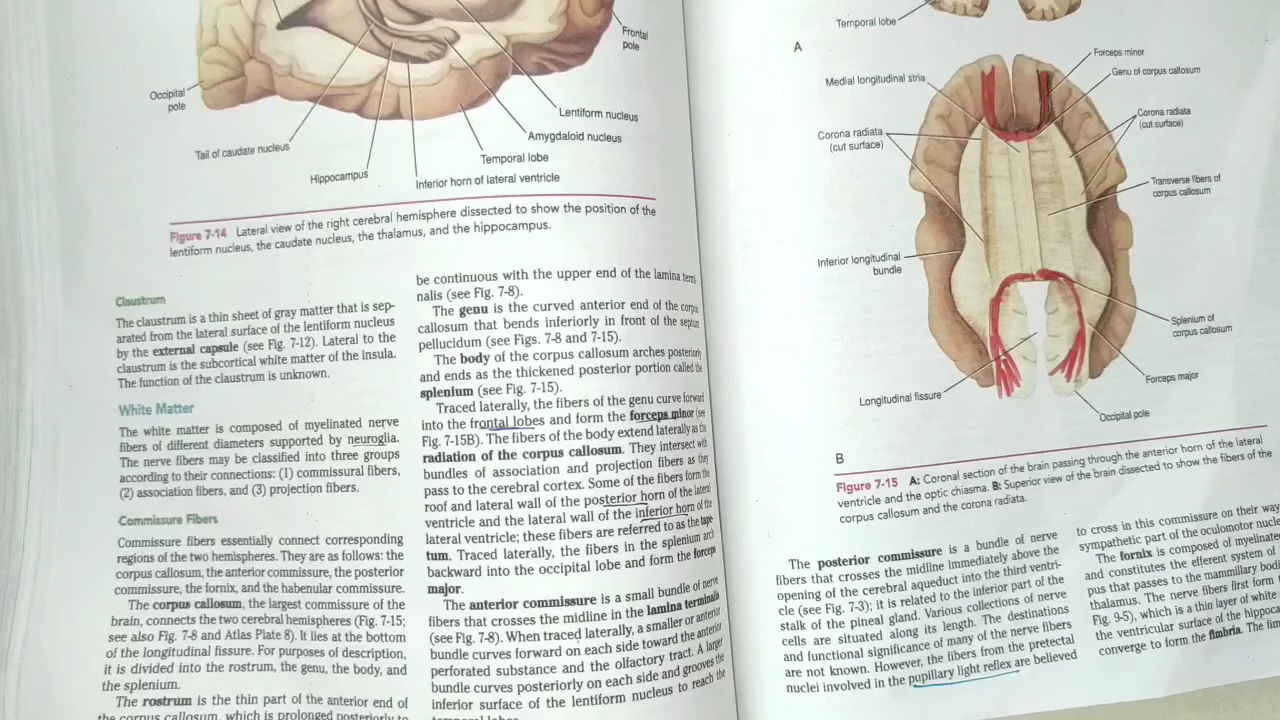 Frontal
pole
Occipital
pole
Lentiform nucleus
Amygdaloid nucleus
Tail of caudate nucleus
Temporal lobe
Hippocampus
Inferior horn of lateral ventricle
Figure 7-14 Lateral view of the right cerebral hemisphere dissected to show the position of the
lentiform nucleus, the caudate nucleus, the thalamus, and the hippocampus.
Claustrum
The claustrum is a thin sheet of gray matter that is sep-
arated from the lateral surface of the lentiform nucleus
by the external capsule (see Fig. 7-12). Lateral to the
claustrum is the subcortical white matter of the insula.
The function of the claustrum is unknown.
White Matter
The white matter is composed of myelinated nerve
fibers of different diameters supported by neuroglia.
The nerve fibers may be classified into three groups
according to their connections: (1) commissural fibers,
(2) association fibers, and (3) projection fibers.
Commissure Fibers
Commissure fibers essentially connect corresponding
regions of the two hemispheres. They are as follows: the
corpus callosum, the anterior commissure, the posterior
commissure, the fornix, and the habenular commissure.
The corpus callosum, the largest commissure of the
brain, connects the two cerebral hemispheres (Fig. 7-15;
see also Fig. 7-8 and Atlas Plate 8). It lies at the bottom
of the longitudinal fissure. For purposes of description,
it is divided into the rostrum, the genu, the body, and
the splenium.
The rostrum is the thin part of the anterior end of
the corpus callosum, which is prolonged posteriorly to
be continuous with the upper end of the lamina termi-
nalis (see Fig. 7-8).
The genu is the curved anterior end of the corpus
callosum that bends inferiorly in front of the septum
pellucidum (see Figs. 7-8 and 7-15).
The body of the corpus callosum arches posteriorly
and ends as the thickened posterior portion called the
splenium (see Fig. 7-15).
Traced laterally, the fibers of the genu curve forward
into the frontal lobes and form the forceps minor (see
Fig. 7-15B). The fibers of the body extend laterally as the
radiation of the corpus callosum. They intersect with
bundles of association and projection fibers as they
pass to the cerebral cortex. Some of the fibers form the
roof and lateral wall of the posterior horn of the lateral
ventricle and the lateral wall of the inferior horn of the
lateral ventricle; these fibers are referred to as the tape-
tum. Traced laterally, the fibers in the splenium arch
backward into the occipital lobe and form the forceps
major.
The anterior commissure is a small bundle of nerve
fibers that crosses the midline in the lamina terminalis
(see Fig. 7-8). When traced laterally, a smaller or anterior
bundle curves forward on each side toward the anterior
perforated substance and the olfactory tract. A larger
bundle curves posteriorly on each side and grooves the
inferior surface of the lentiform nucleus to reach the
temporal lobes.
Temporal lobe
A
Forceps minor
Medial longitudinal stria
Genu of corpus callosum
Corona radiata
(cut surface)
Corona radiata
(cut surface)
Transverse fibers of
corpus callosum
Inferior longitudinal
bundle
Splenium of
corpus callosum
Forceps major
Longitudinal fissure
Occipital pole
B
Figure 7-15 A: Coronal section of the brain passing through the anterior horn of the lateral
ventricle and the optic chiasma. B: Superior view of the brain dissected to show the fibers of the
corpus callosum and the corona radiata.
The posterior commissure is a bundle of nerve
fibers that crosses the midline immediately above the
opening of the cerebral aqueduct into the third ventri-
cle (see Fig. 7-3); it is related to the inferior part of the
stalk of the pineal gland. Various collections of nerve
cells are situated along its length. The destinations
and functional significance of many of the nerve fibers
are not known. However, the fibers from the pretectal
nuclei involved in the pupillary light reflex are believed
to cross in this commissure on their way
sympathetic part of the oculomotor nucle
The fornix is composed of myelinate
and constitutes the efferent system of
pus that passes to the mammillary bodi
thalamus. The nerve fibers first form
Fig. 9-5), which is a thin layer of white
the ventricular surface of the hippoca
converge to form the fimbria. The fim